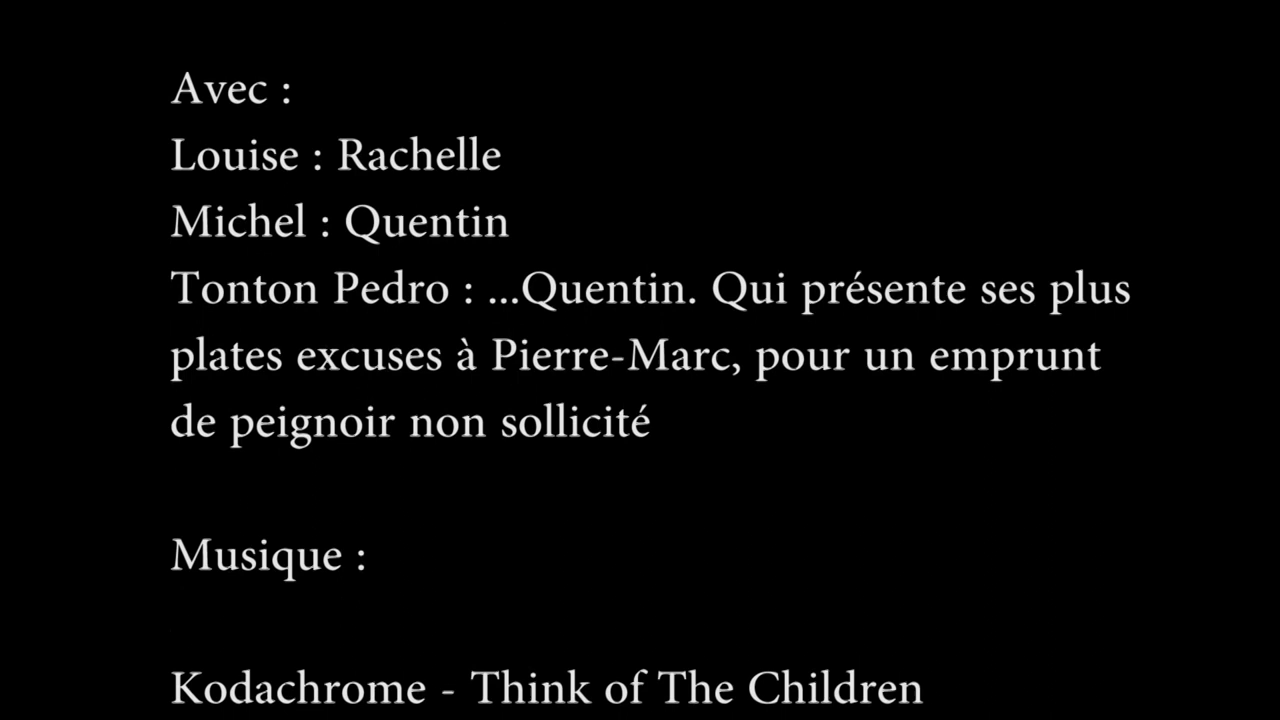 Avec :
Louise : Rachelle
Michel : Quentin
Tonton Pedro : ...Quentin. Qui présente ses plus
plates excuses à Pierre-Marc, pour un emprunt
de peignoir non sollicité
Musique :
Kodachrome - Think of The Children